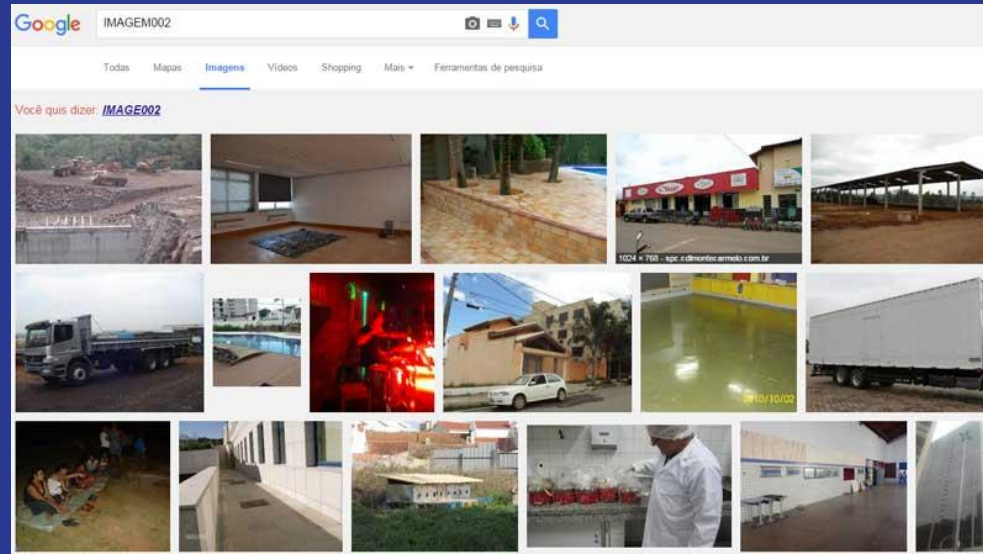 Google IMAGEM002
Todas Mapas Imagens Vídeos Shopping Mais Ferramentas de pesquisa
Você quis dizer: IMAGE002
1024 × 768 - spc.cdlmontecarmelo.com.br
2010/10/02